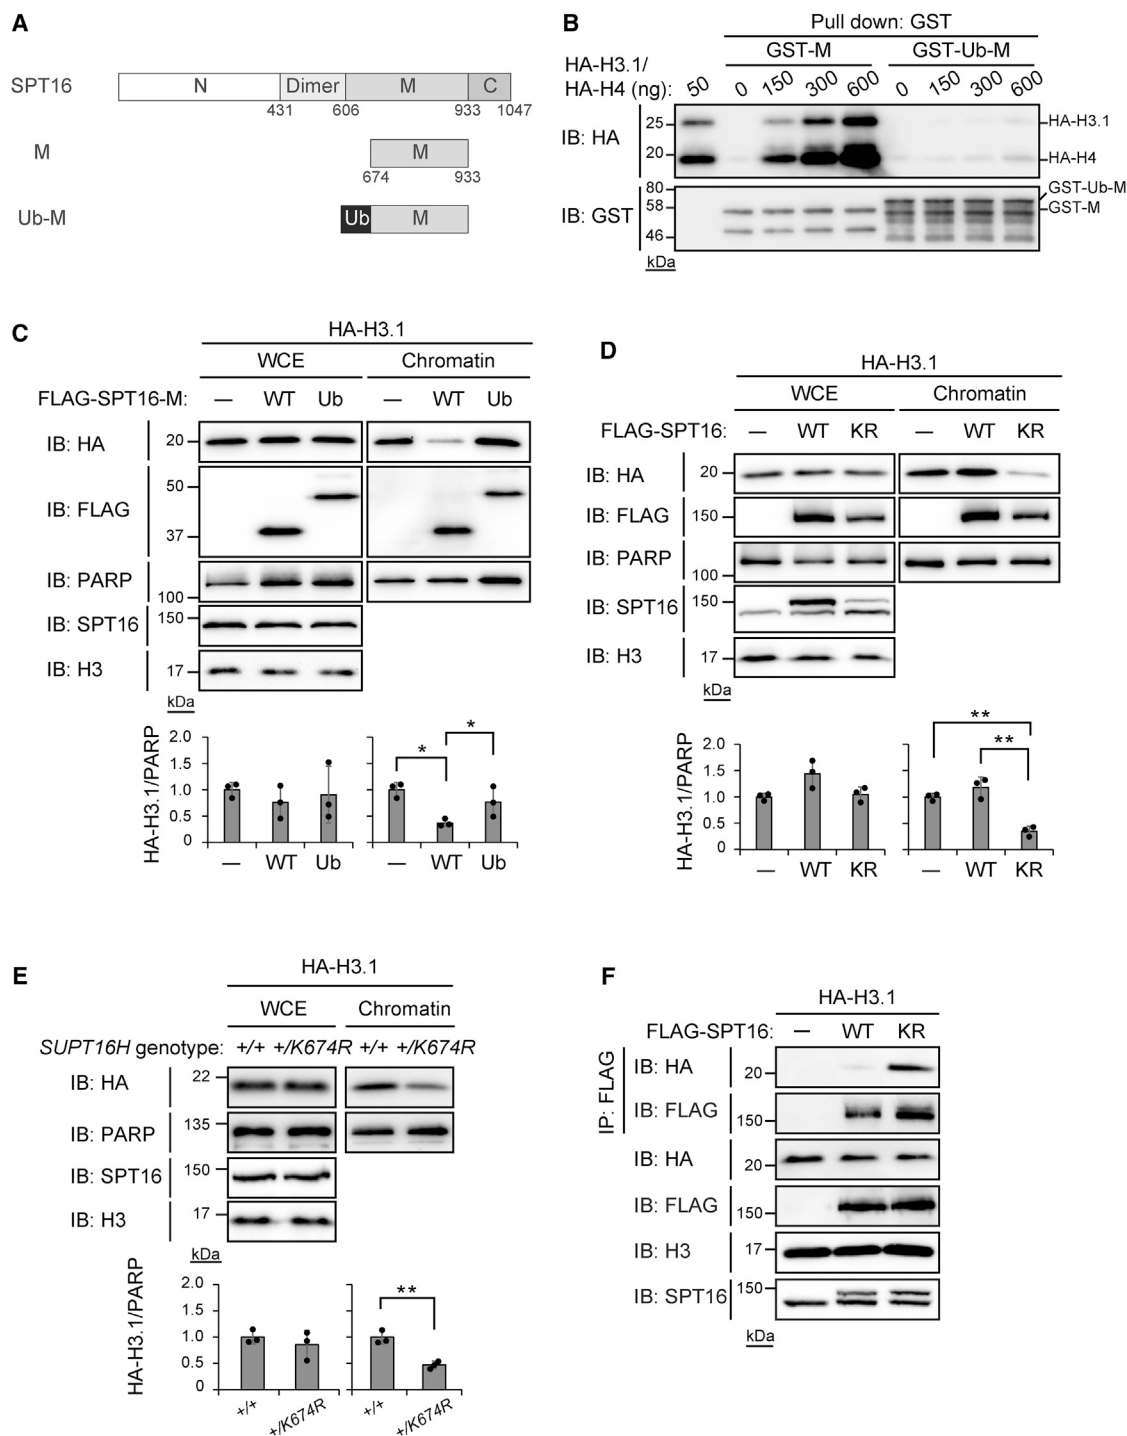 A
SPT16
N
Dimer
M
C
431
606
933
1047
M
M
674
933
Ub-M
Ub
M
B
Pull down: GST
GST-M
GST-Ub-M
HA-H3.1/
HA-H4 (ng):
50
0
150
300
600
0
150
300
600
IB: HA
25
20
HA-H3.1
HA-H4
IB: GST
80
58
46
GST-Ub-M
GST-M
kDa
C
HA-H3.1
WCE
Chromatin
FLAG-SPT16-M:
—
WT
Ub
—
WT
Ub
IB: HA
20
IB: FLAG
50
37
IB: PARP
100
IB: SPT16
150
IB: H3
17
kDa
HA-H3.1/PARP
2.0
1.5
1.0
0.5
0
*
*
—
WT
Ub
—
WT
Ub
D
HA-H3.1
WCE
Chromatin
FLAG-SPT16:
—
WT
KR
—
WT
KR
IB: HA
20
IB: FLAG
150
IB: PARP
100
IB: SPT16
150
IB: H3
17
kDa
HA-H3.1/PARP
2.0
1.5
1.0
0.5
0
**
**
—
WT
KR
—
WT
KR
E
HA-H3.1
WCE
Chromatin
SUPT16H genotype:
+/+
+/K674R
+/+
+/K674R
IB: HA
22
IB: PARP
135
IB: SPT16
150
IB: H3
17
kDa
HA-H3.1/PARP
2.0
1.5
1.0
0.5
0
**
+/+
+/K674R
+/+
+/K674R
F
HA-H3.1
FLAG-SPT16:
—
WT
KR
IP: FLAG
IB: HA
20
IB: FLAG
150
IB: HA
20
IB: FLAG
150
IB: H3
17
IB: SPT16
150
kDa